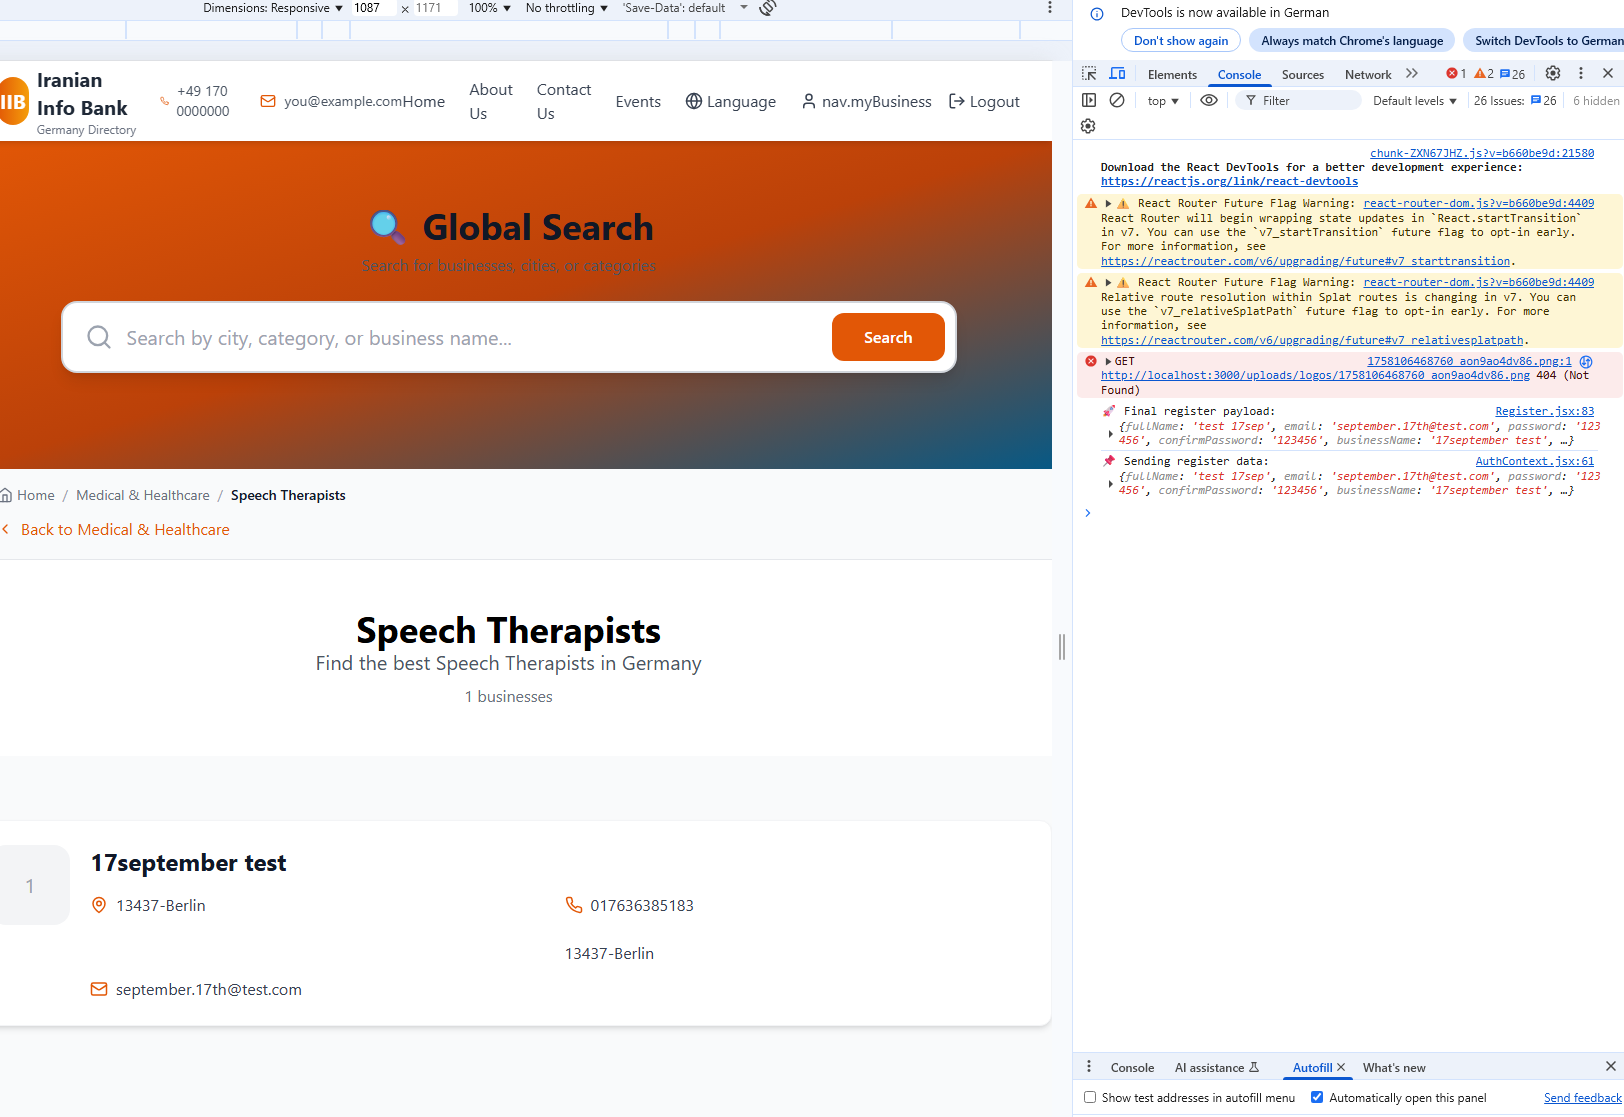 Dimensions: Responsive ▼ 1087 × 1171 100% ▼ No throttling ▼ 'Save-Data': default
IIB
Iranian
Info Bank
Germany Directory
+49 170
0000000
you@example.com
Home
About
Us
Contact
Us
Events
Language
nav.myBusiness
Logout
Global Search
Search for businesses, cities, or categories
Search by city, category, or business name...
Search
Home / Medical & Healthcare / Speech Therapists
Back to Medical & Healthcare
Speech Therapists
Find the best Speech Therapists in Germany
1 businesses
1
17september test
13437-Berlin
017636385183
13437-Berlin
september.17th@test.com
DevTools is now available in German
Don't show again
Always match Chrome's language
Switch DevTools to German
Elements Console Sources Network 1 2 26
top ▼ Filter Default levels ▼ 26 Issues: 26 6 hidden
chunk-ZXN67JHZ.js?v=b660be9d:21580
Download the React DevTools for a better development experience:
https://reactjs.org/link/react-devtools
React Router Future Flag Warning: react-router-dom.js?v=b660be9d:4409
React Router will begin wrapping state updates in `React.startTransition`
in v7. You can use the `v7_startTransition` future flag to opt-in early.
For more information, see
https://reactrouter.com/v6/upgrading/future#v7_starttransition.
React Router Future Flag Warning: react-router-dom.js?v=b660be9d:4409
Relative route resolution within Splat routes is changing in v7. You can
use the `v7_relativeSplatPath` future flag to opt-in early. For more
information, see
https://reactrouter.com/v6/upgrading/future#v7_relativesplatpath.
GET 1758106468760_aon9ao4dv86.png:1
http://localhost:3000/uploads/logos/1758106468760_aon9ao4dv86.png 404 (Not
Found)
Final register payload: Register.jsx:83
{fullName: 'test 17sep', email: 'september.17th@test.com', password: '123
456', confirmPassword: '123456', businessName: '17september test', …}
Sending register data: AuthContext.jsx:61
{fullName: 'test 17sep', email: 'september.17th@test.com', password: '123
456', confirmPassword: '123456', businessName: '17september test', …}
Console AI assistance Autofill What's new
Show test addresses in autofill menu Automatically open this panel Send feedback